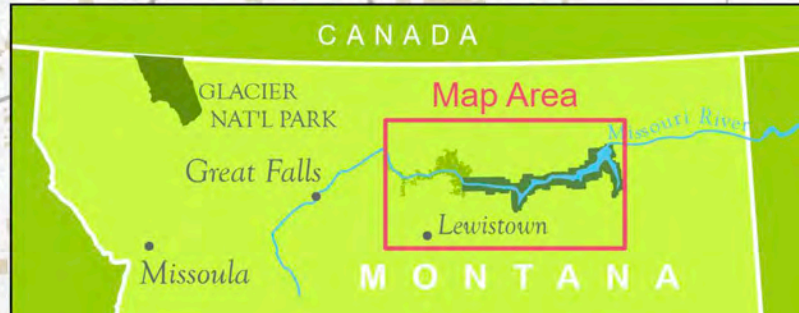 CANADA
GLACIER
NAT'L PARK
Map Area
Missouri River
Great Falls
Lewistown
Missoula
MONTANA